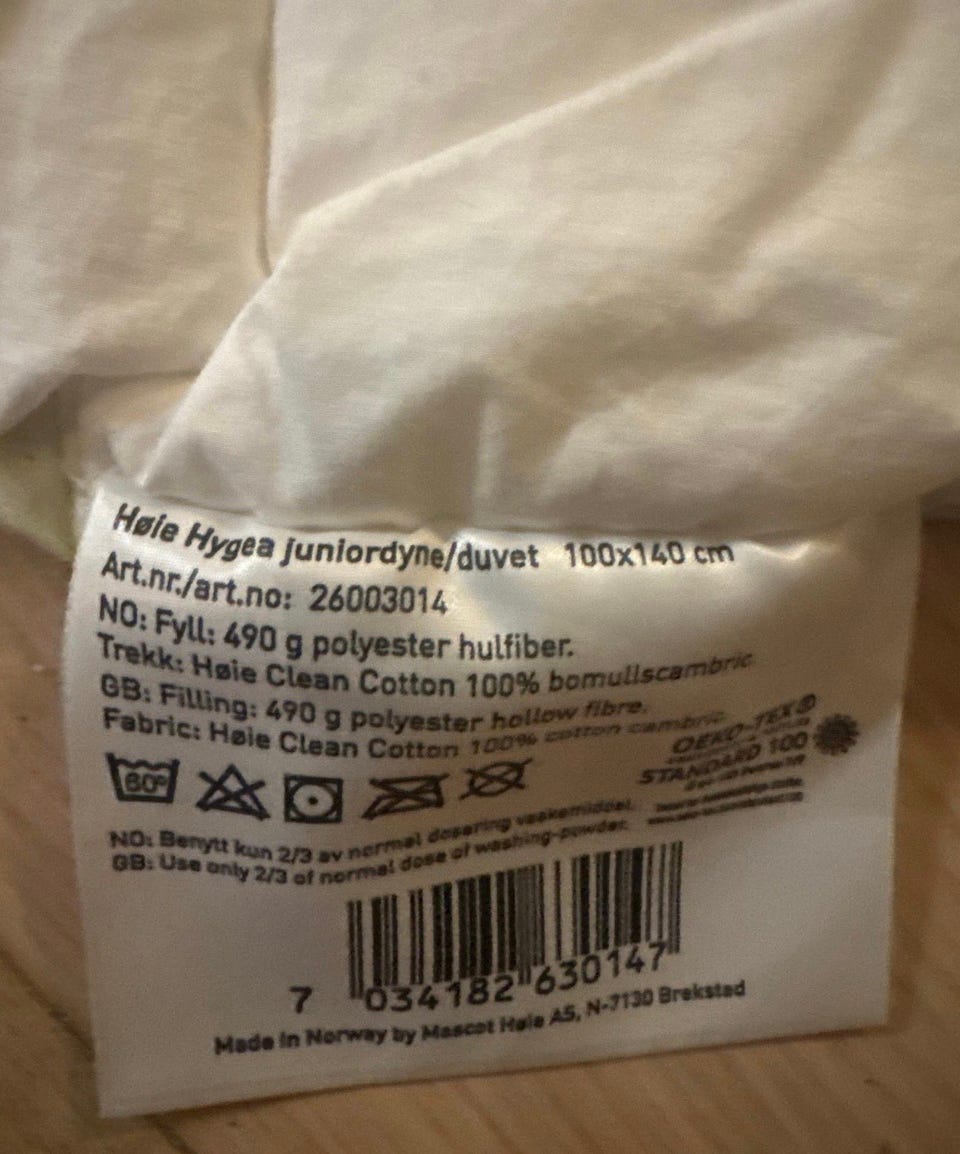 Høie Hygea juniordyne/duvet 100x140 cm
Art.nr./art.no: 26003014
NO: Fyll: 490 g polyester hulfiber.
Trekk: Høie Clean Cotton 100% bomullscambric
GB: Filling: 490 g polyester hollow fibre.
Fabric: Høie Clean Cotton 100% cotton cambric
OEKO-TEX®
STANDARD 100
60°
NO: Benytt kun 2/3 av normal dosering vaskemiddel.
GB: Use only 2/3 of normal dose of washing-powder.
7 034182 630147
Made in Norway by Mascot Høie AS, N-7130 Brekstad